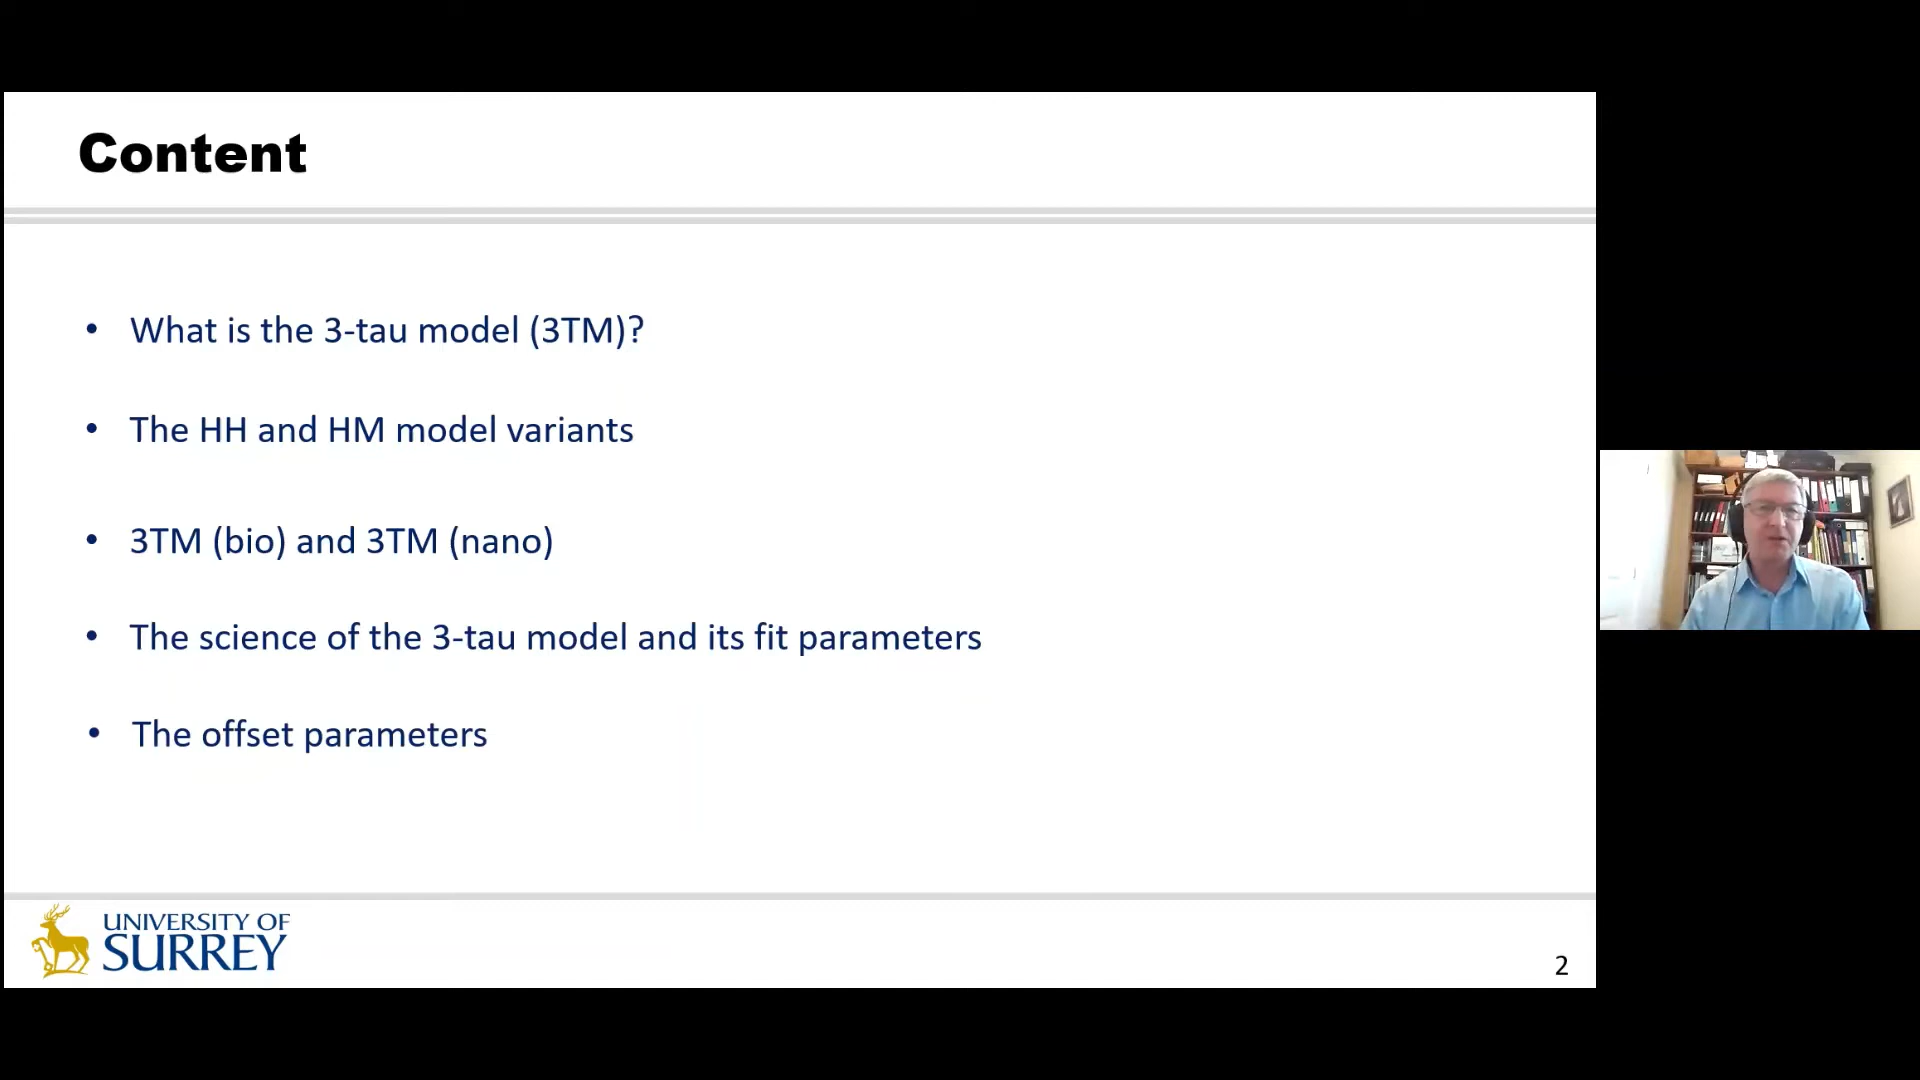 Content
• What is the 3-tau model (3TM)?
• The HH and HM model variants
• 3TM (bio) and 3TM (nano)
• The science of the 3-tau model and its fit parameters
• The offset parameters
UNIVERSITY OF
SURREY
2